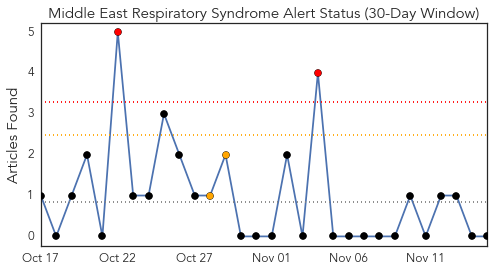 Middle East Respiratory Syndrome Alert Status (30-Day Window)
Articles Found
5
4
3
2
1
0
Oct 17 Oct 22 Oct 27 Nov 01 Nov 06 Nov 11